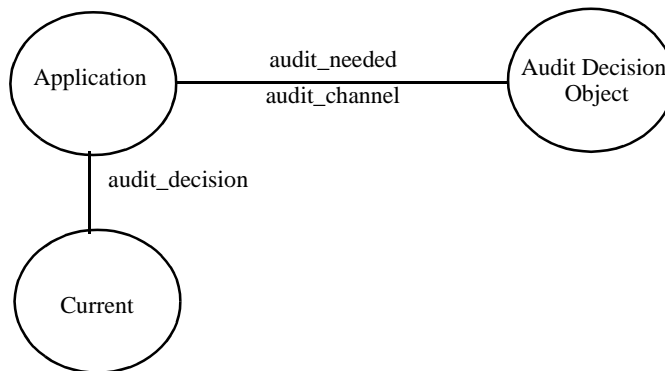 Application
audit_needed
audit_channel
Audit Decision
Object
audit_decision
Current